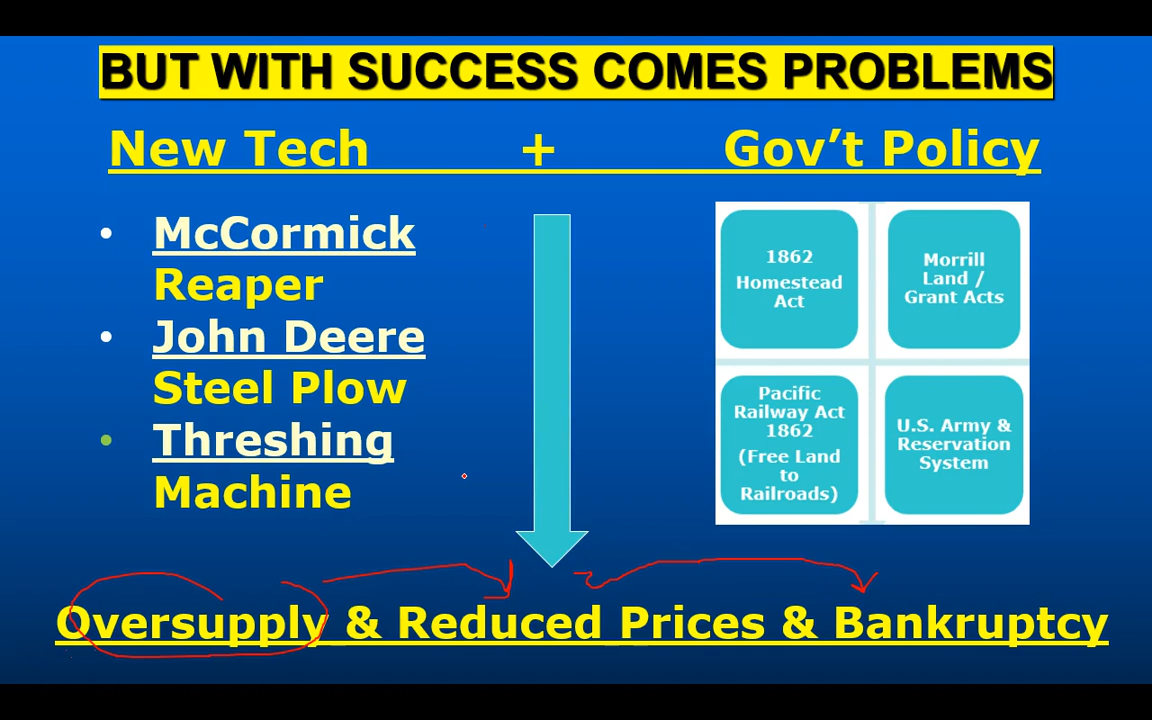 BUT WITH SUCCESS COMES PROBLEMS
New Tech + Gov’t Policy
• McCormick
Reaper
• John Deere
Steel Plow
• Threshing
Machine
1862
Homestead
Act
Morrill
Land /
Grant Acts
Pacific
Railway Act
1862
(Free Land
to
Railroads)
U.S. Army &
Reservation
System
Oversupply & Reduced Prices & Bankruptcy